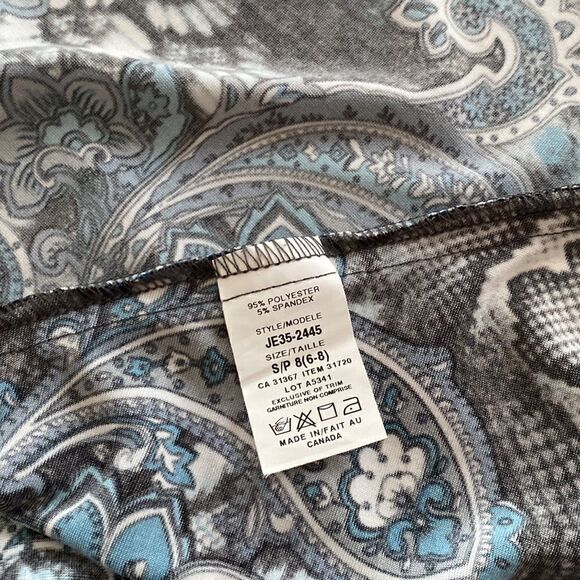 95% POLYESTER
5% SPANDEX
STYLE/MODELE
JE35-2445
SIZE/TAILLE
S/P 8(6-8)
CA 31367 ITEM 31720
LOT A5341
EXCLUSIVE OF TRIM
GARNITURE NON COMPRISE
MADE IN/FAIT AU
CANADA